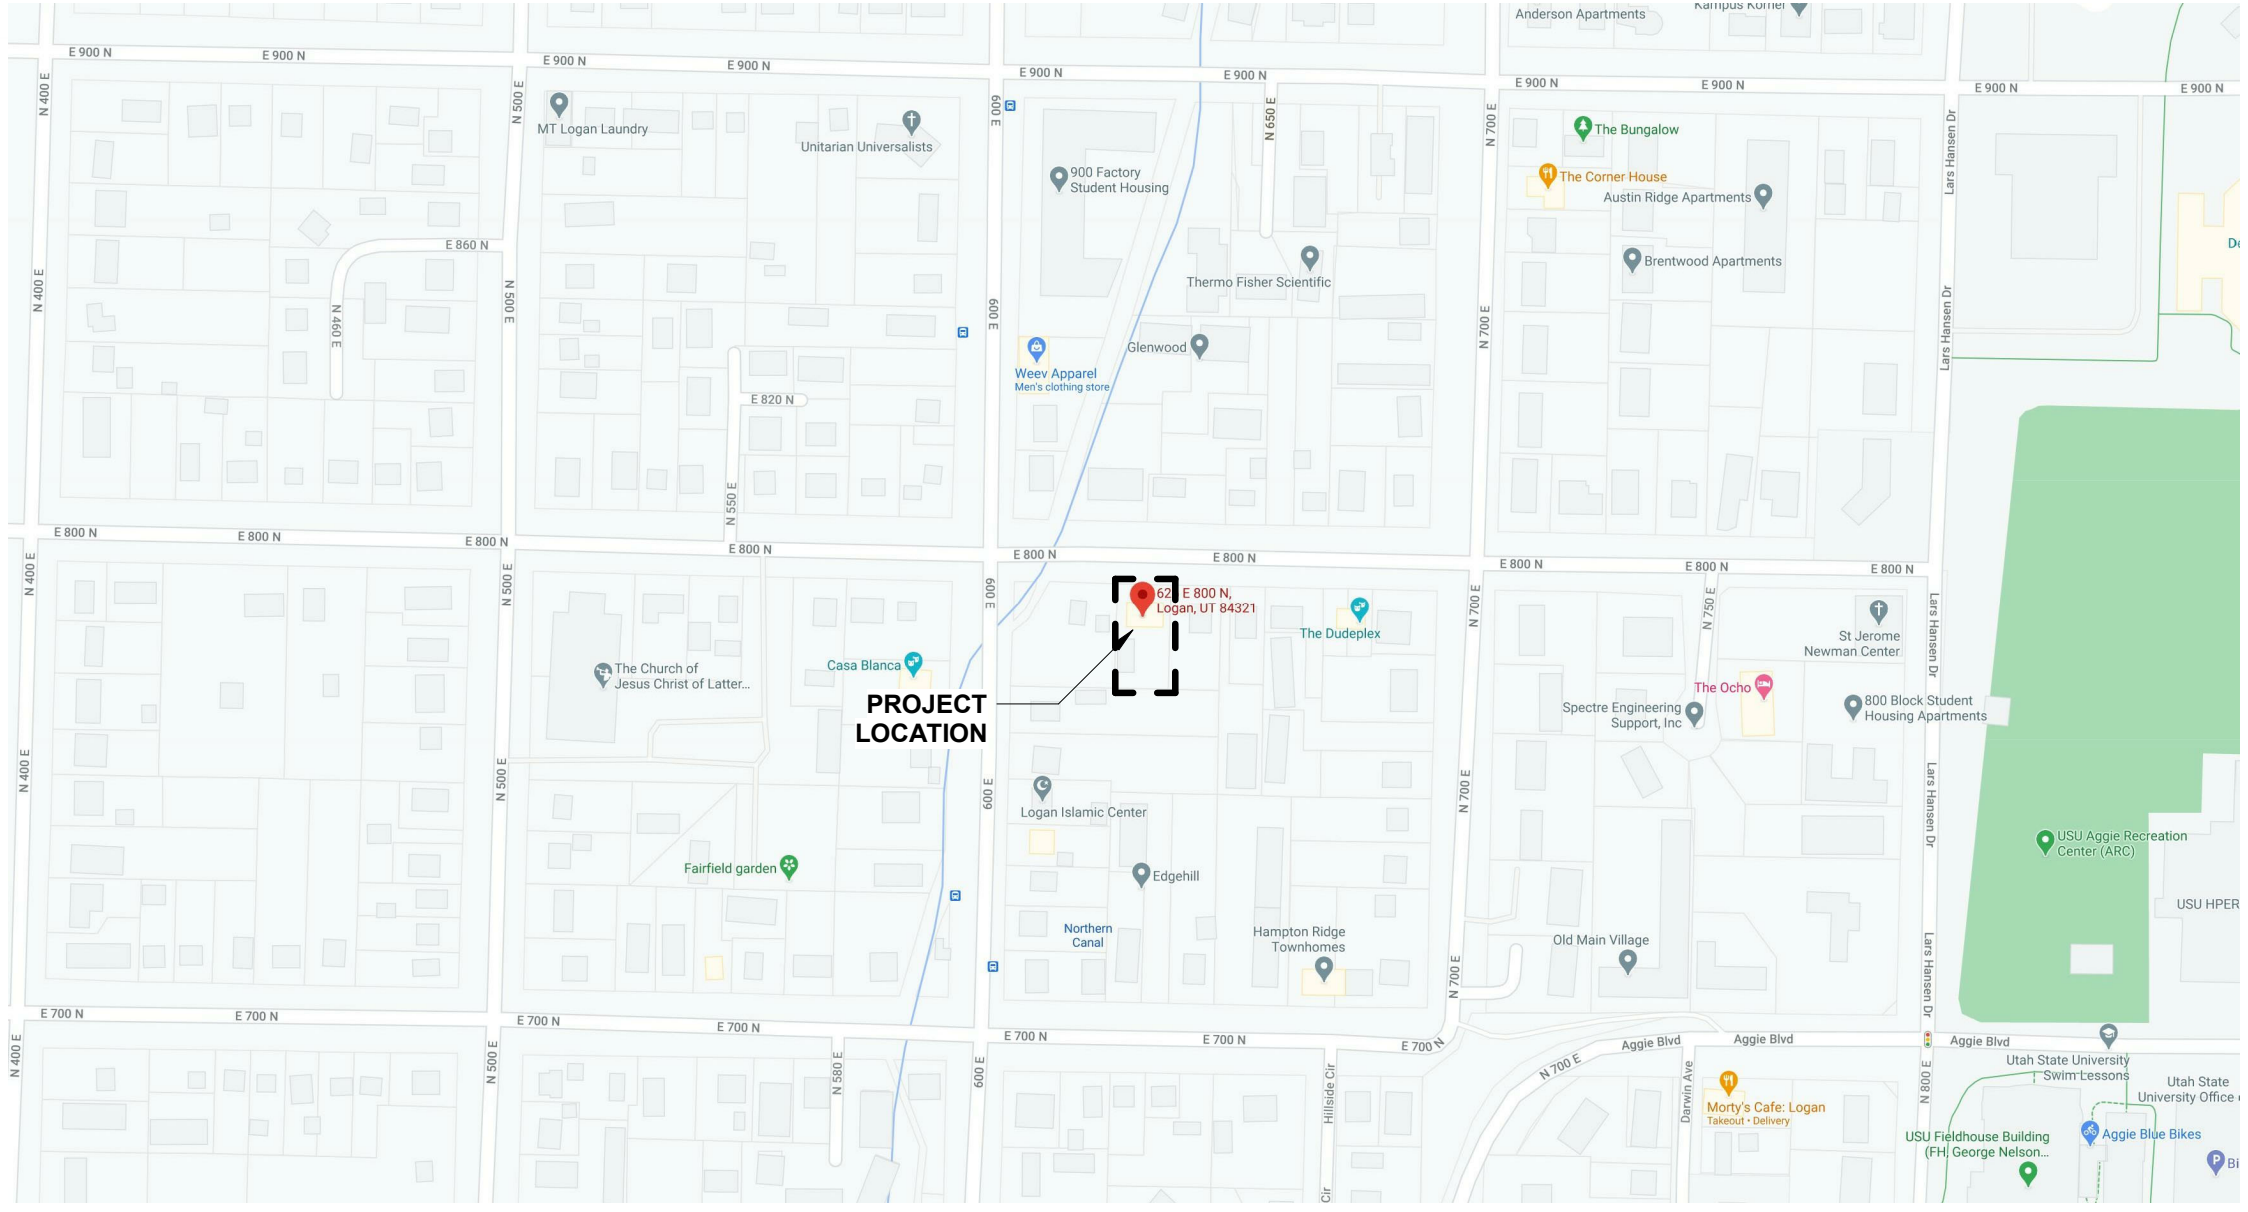 Anderson Apartments
Kampus Korner
E 900 N
E 900 N
E 900 N
E 900 N
E 900 N
E 900 N
E 900 N
E 900 N
E 900 N
E 900 N
N 400 E
N 500 E
600 E
N 650 E
N 700 E
Lars Hansen Dr
MT Logan Laundry
Unitarian Universalists
900 Factory
Student Housing
The Bungalow
The Corner House
Austin Ridge Apartments
E 860 N
Brentwood Apartments
Thermo Fisher Scientific
N 400 E
N 460 E
N 500 E
600 E
N 700 E
Lars Hansen Dr
Glenwood
Weev Apparel
Men's clothing store
E 820 N
N 550 E
E 800 N
E 800 N
E 800 N
E 800 N
E 800 N
E 800 N
E 800 N
E 800 N
E 800 N
N 400 E
N 500 E
600 E
N 700 E
N 750 E
Lars Hansen Dr
E 800 N,
Logan, UT 84321
The Dudeplex
St Jerome
Newman Center
Casa Blanca
The Church of
Jesus Christ of Latter...
PROJECT
LOCATION
The Ocho
Spectre Engineering
Support, Inc
800 Block Student
Housing Apartments
N 400 E
N 500 E
600 E
N 700 E
Lars Hansen Dr
Logan Islamic Center
USU Aggie Recreation
Center (ARC)
Fairfield garden
Edgehill
USU HPER
Northern
Canal
Hampton Ridge
Townhomes
Old Main Village
N 700 E
Lars Hansen Dr
E 700 N
E 700 N
E 700 N
E 700 N
E 700 N
E 700 N
E 700 N
Aggie Blvd
Aggie Blvd
Aggie Blvd
N 400 E
N 500 E
N 580 E
600 E
Hillside Cir
N 700 E
Darwin Ave
N 800 E
Utah State University
Swim Lessons
Utah State
University Office
Morty's Cafe: Logan
Takeout • Delivery
Aggie Blue Bikes
USU Fieldhouse Building
(FH, George Nelson...
Cir